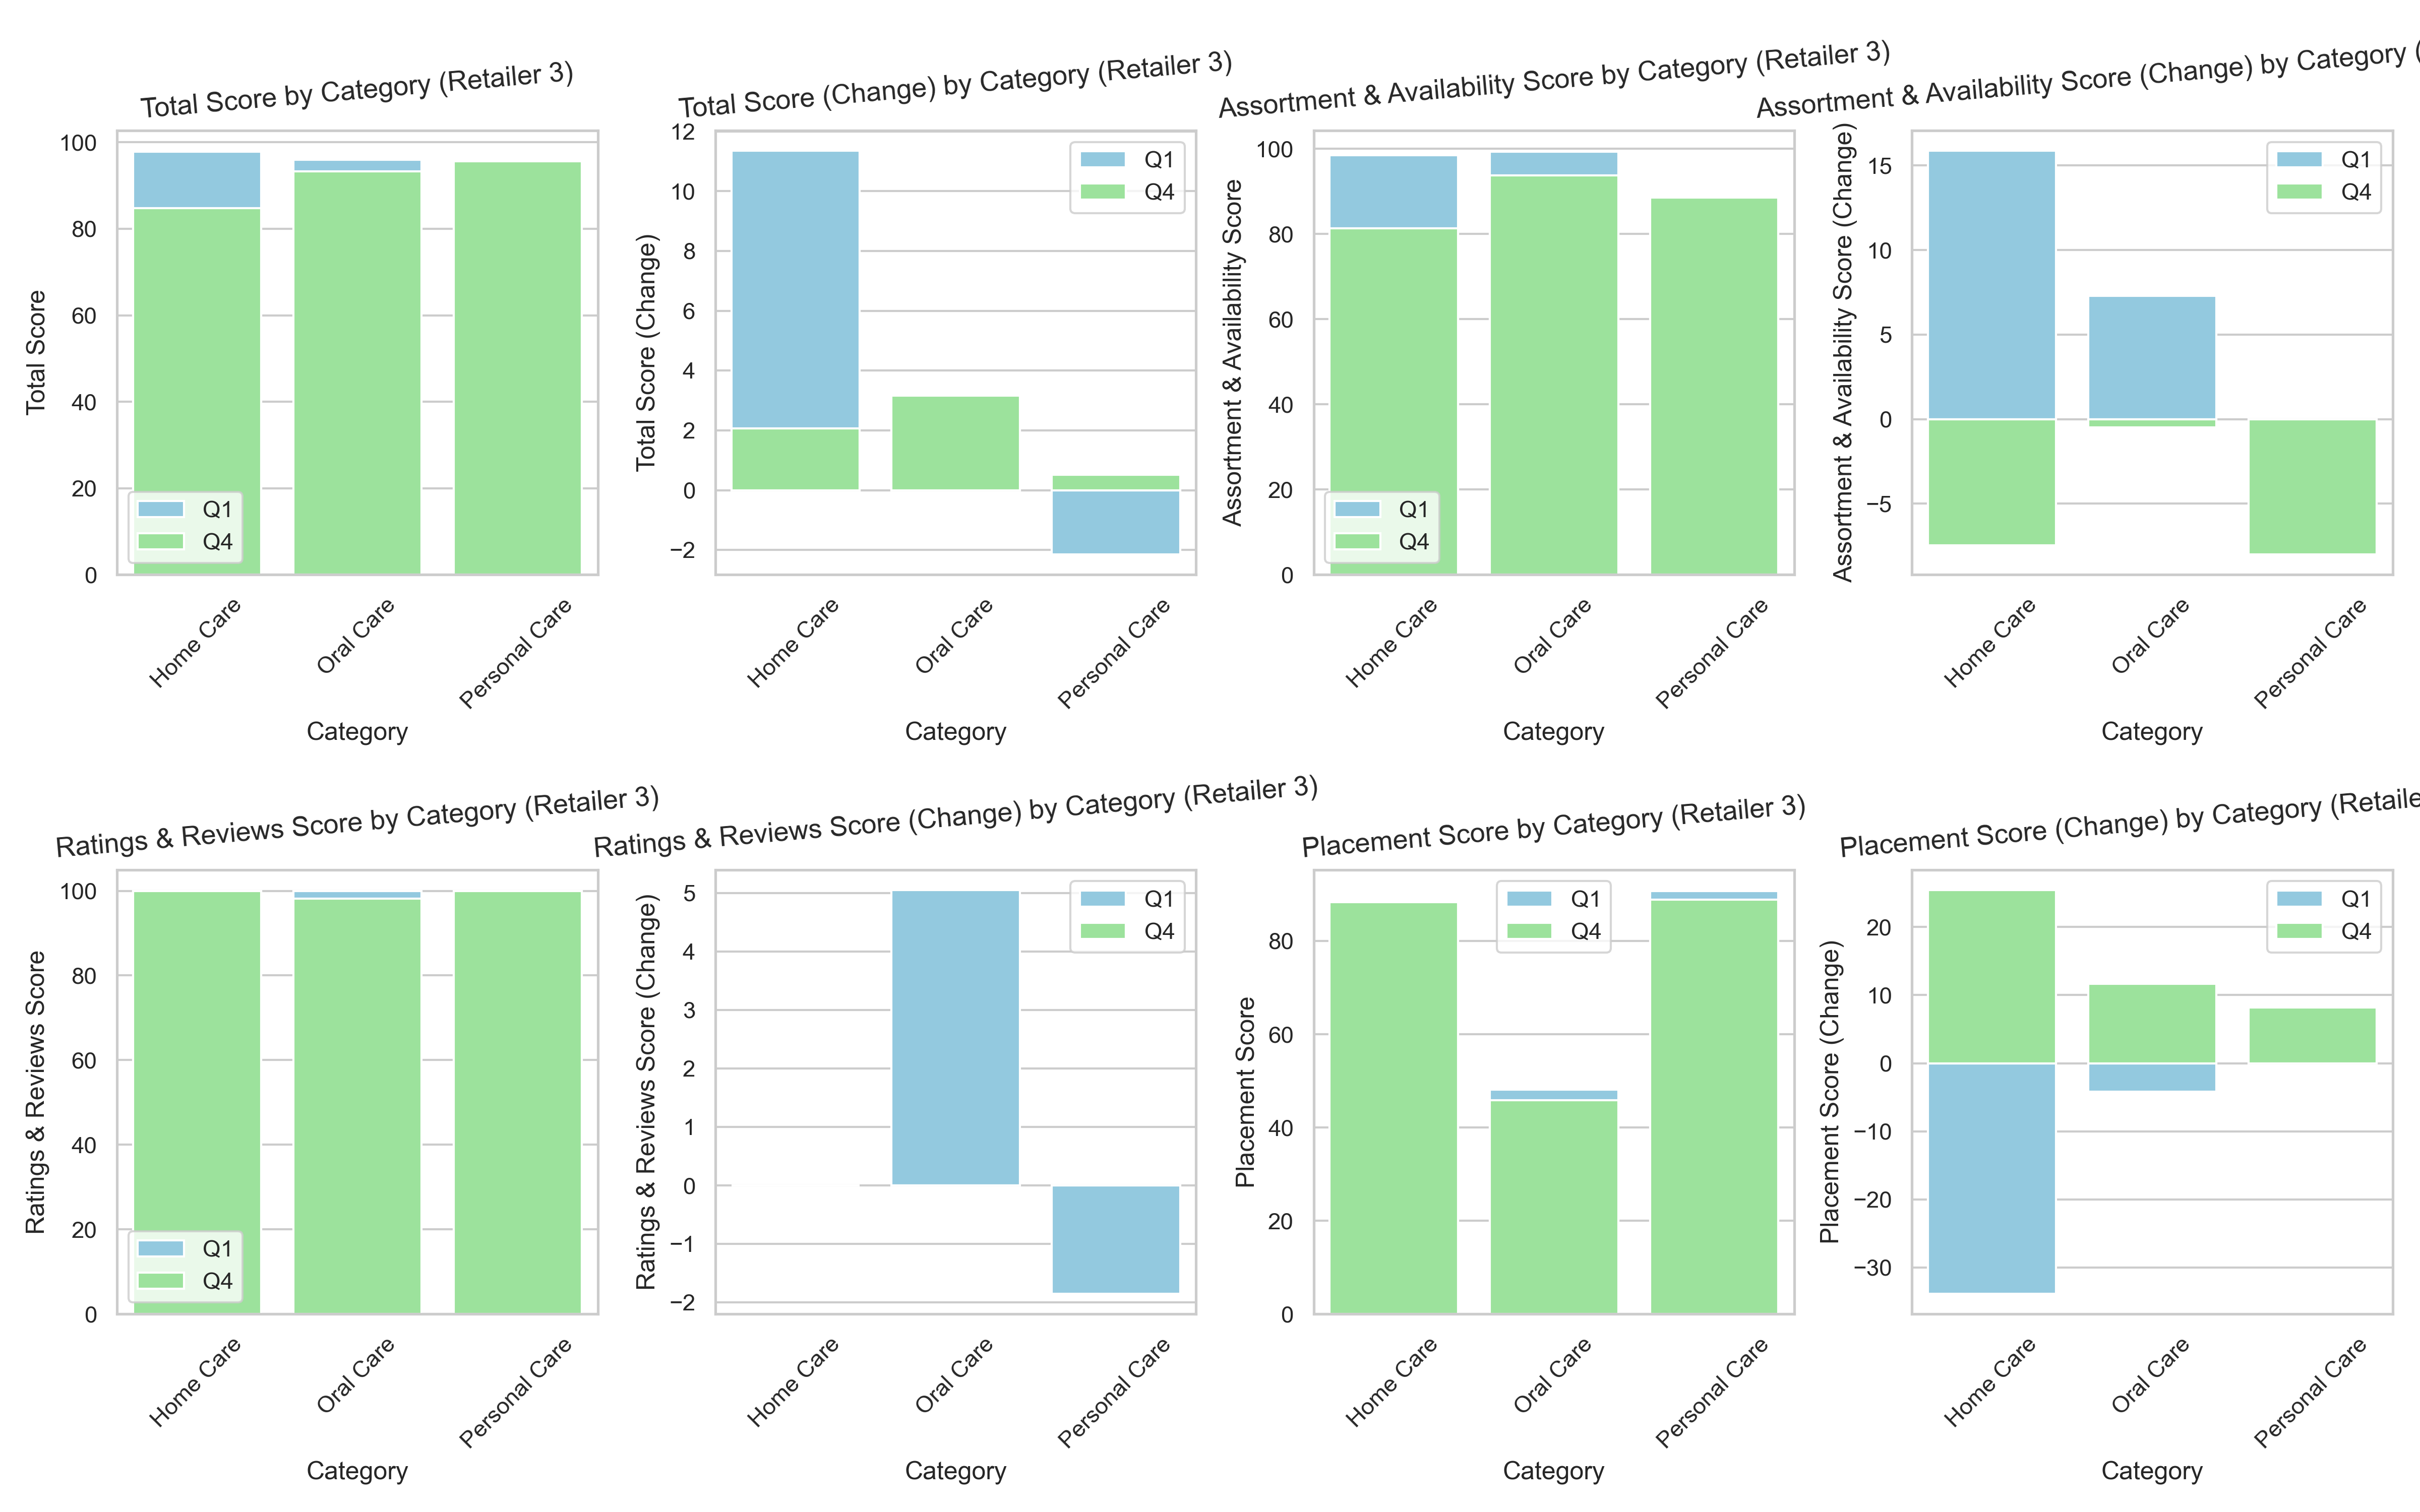 Total Score by Category (Retailer 3)
100
80
60
40
20
0
Total Score
Q1
Q4
Home Care
Oral Care
Personal Care
Category
Total Score (Change) by Category (Retailer 3)
12
10
8
6
4
2
0
−2
Total Score (Change)
Q1
Q4
Home Care
Oral Care
Personal Care
Category
Assortment & Availability Score by Category (Retailer 3)
100
80
60
40
20
0
Assortment & Availability Score
Q1
Q4
Home Care
Oral Care
Personal Care
Category
Assortment & Availability Score (Change) by Category (
15
10
5
0
−5
Assortment & Availability Score (Change)
Q1
Q4
Home Care
Oral Care
Personal Care
Category
Ratings & Reviews Score by Category (Retailer 3)
100
80
60
40
20
0
Ratings & Reviews Score
Q1
Q4
Home Care
Oral Care
Personal Care
Category
Ratings & Reviews Score (Change) by Category (Retailer 3)
5
4
3
2
1
0
−1
−2
Ratings & Reviews Score (Change)
Q1
Q4
Home Care
Oral Care
Personal Care
Category
Placement Score by Category (Retailer 3)
80
60
40
20
0
Placement Score
Q1
Q4
Home Care
Oral Care
Personal Care
Category
Placement Score (Change) by Category (Retaile
20
10
0
−10
−20
−30
Placement Score (Change)
Q1
Q4
Home Care
Oral Care
Personal Care
Category